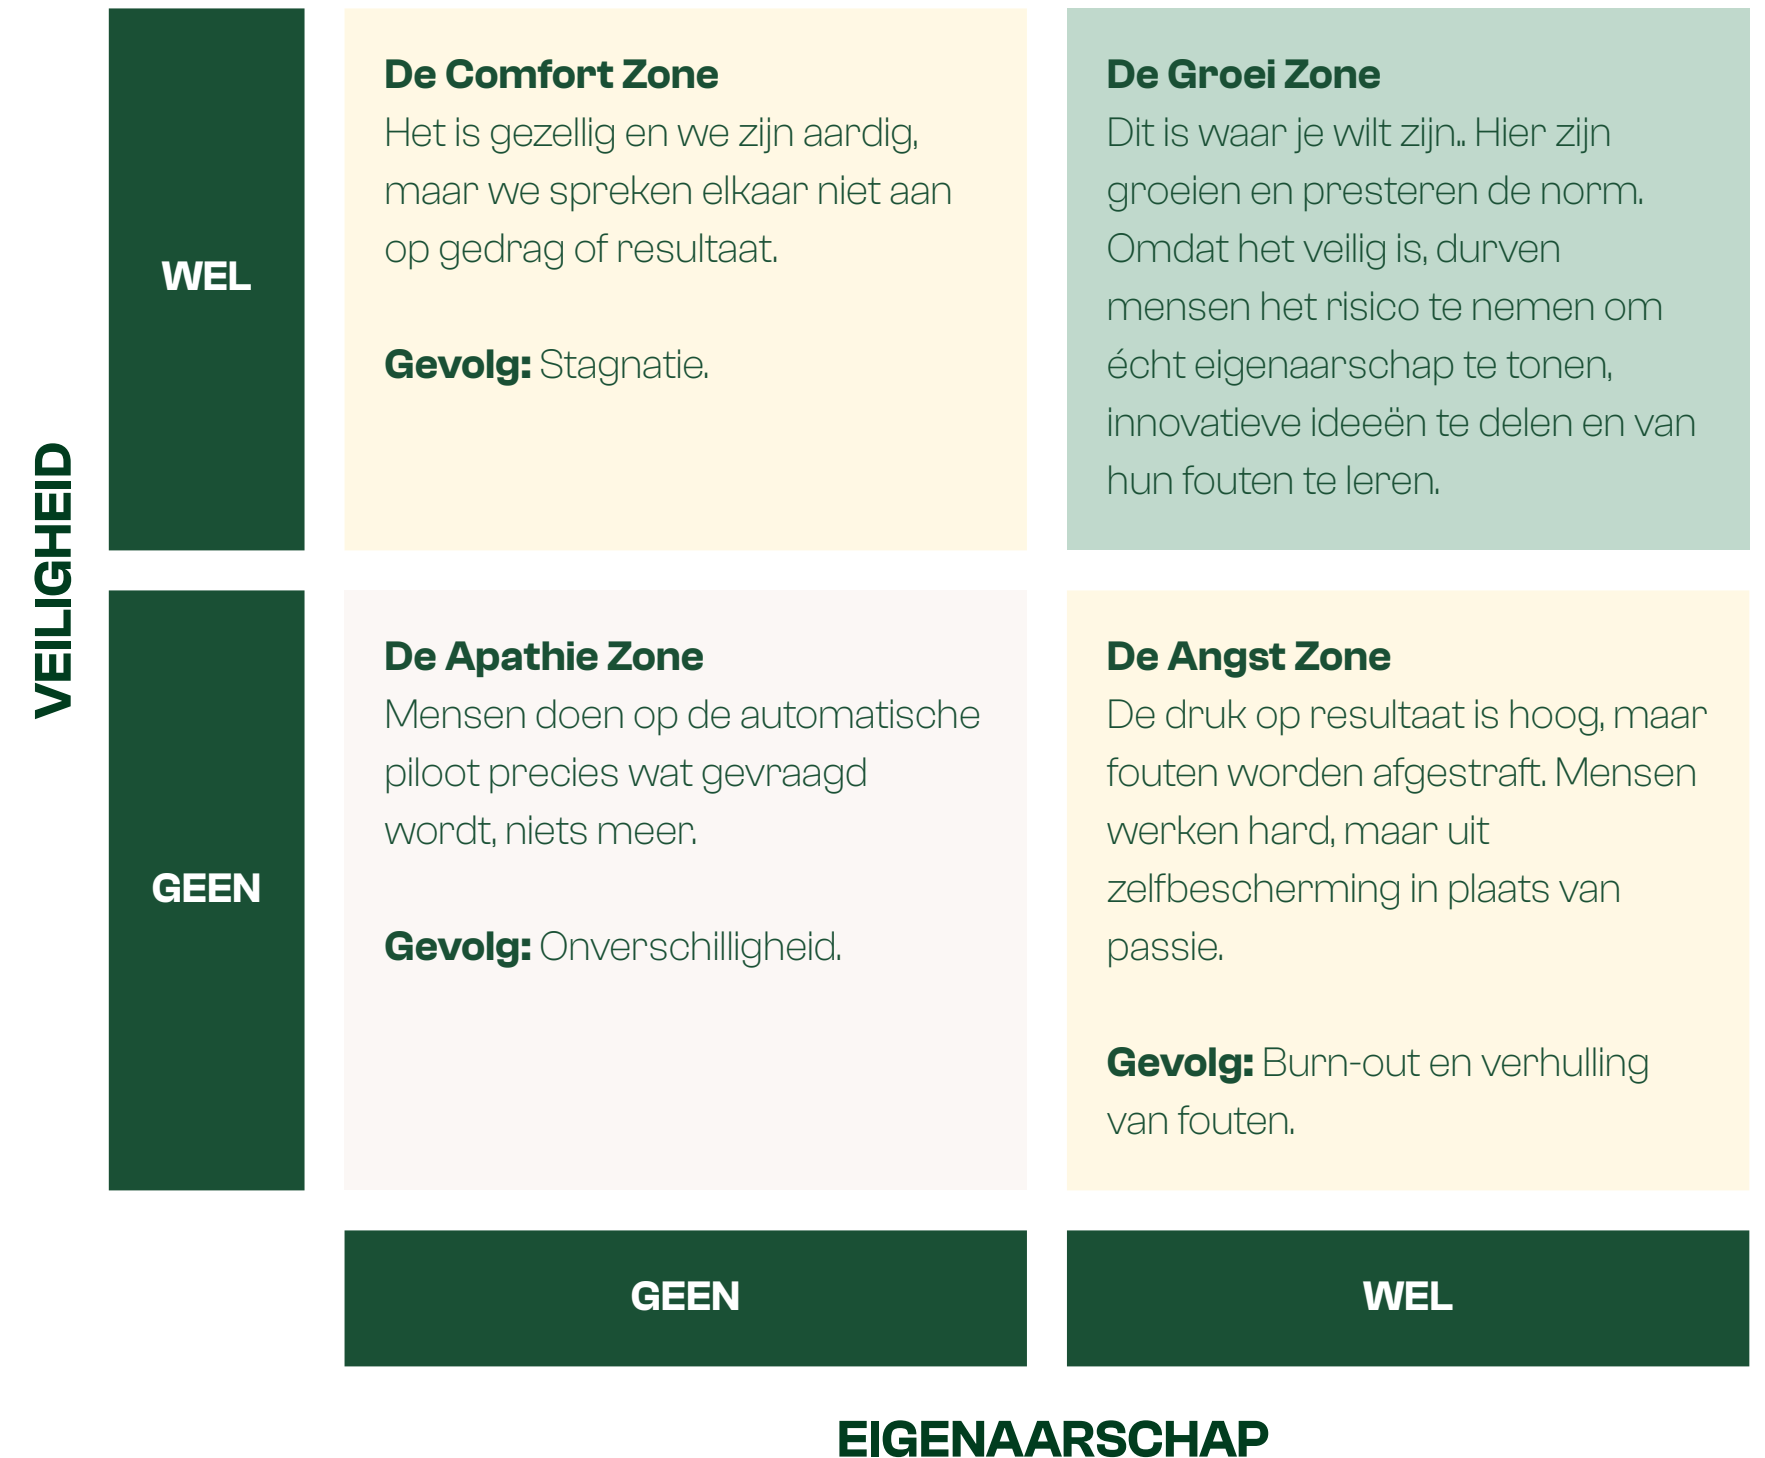 WEL
De Comfort Zone
Het is gezellig en we zijn aardig,
maar we spreken elkaar niet aan
op gedrag of resultaat.
Gevolg: Stagnatie.
De Groei Zone
Dit is waar je wilt zijn.. Hier zijn
groeien en presteren de norm.
Omdat het veilig is, durven
mensen het risico te nemen om
écht eigenaarschap te tonen,
innovatieve ideeën te delen en van
hun fouten te leren.
VEILIGHEID
GEEN
De Apathie Zone
Mensen doen op de automatische
piloot precies wat gevraagd
wordt, niets meer.
Gevolg: Onverschilligheid.
De Angst Zone
De druk op resultaat is hoog, maar
fouten worden afgestraft. Mensen
werken hard, maar uit
zelfbescherming in plaats van
passie.
Gevolg: Burn-out en verhulling
van fouten.
GEEN
WEL
EIGENAARSCHAP